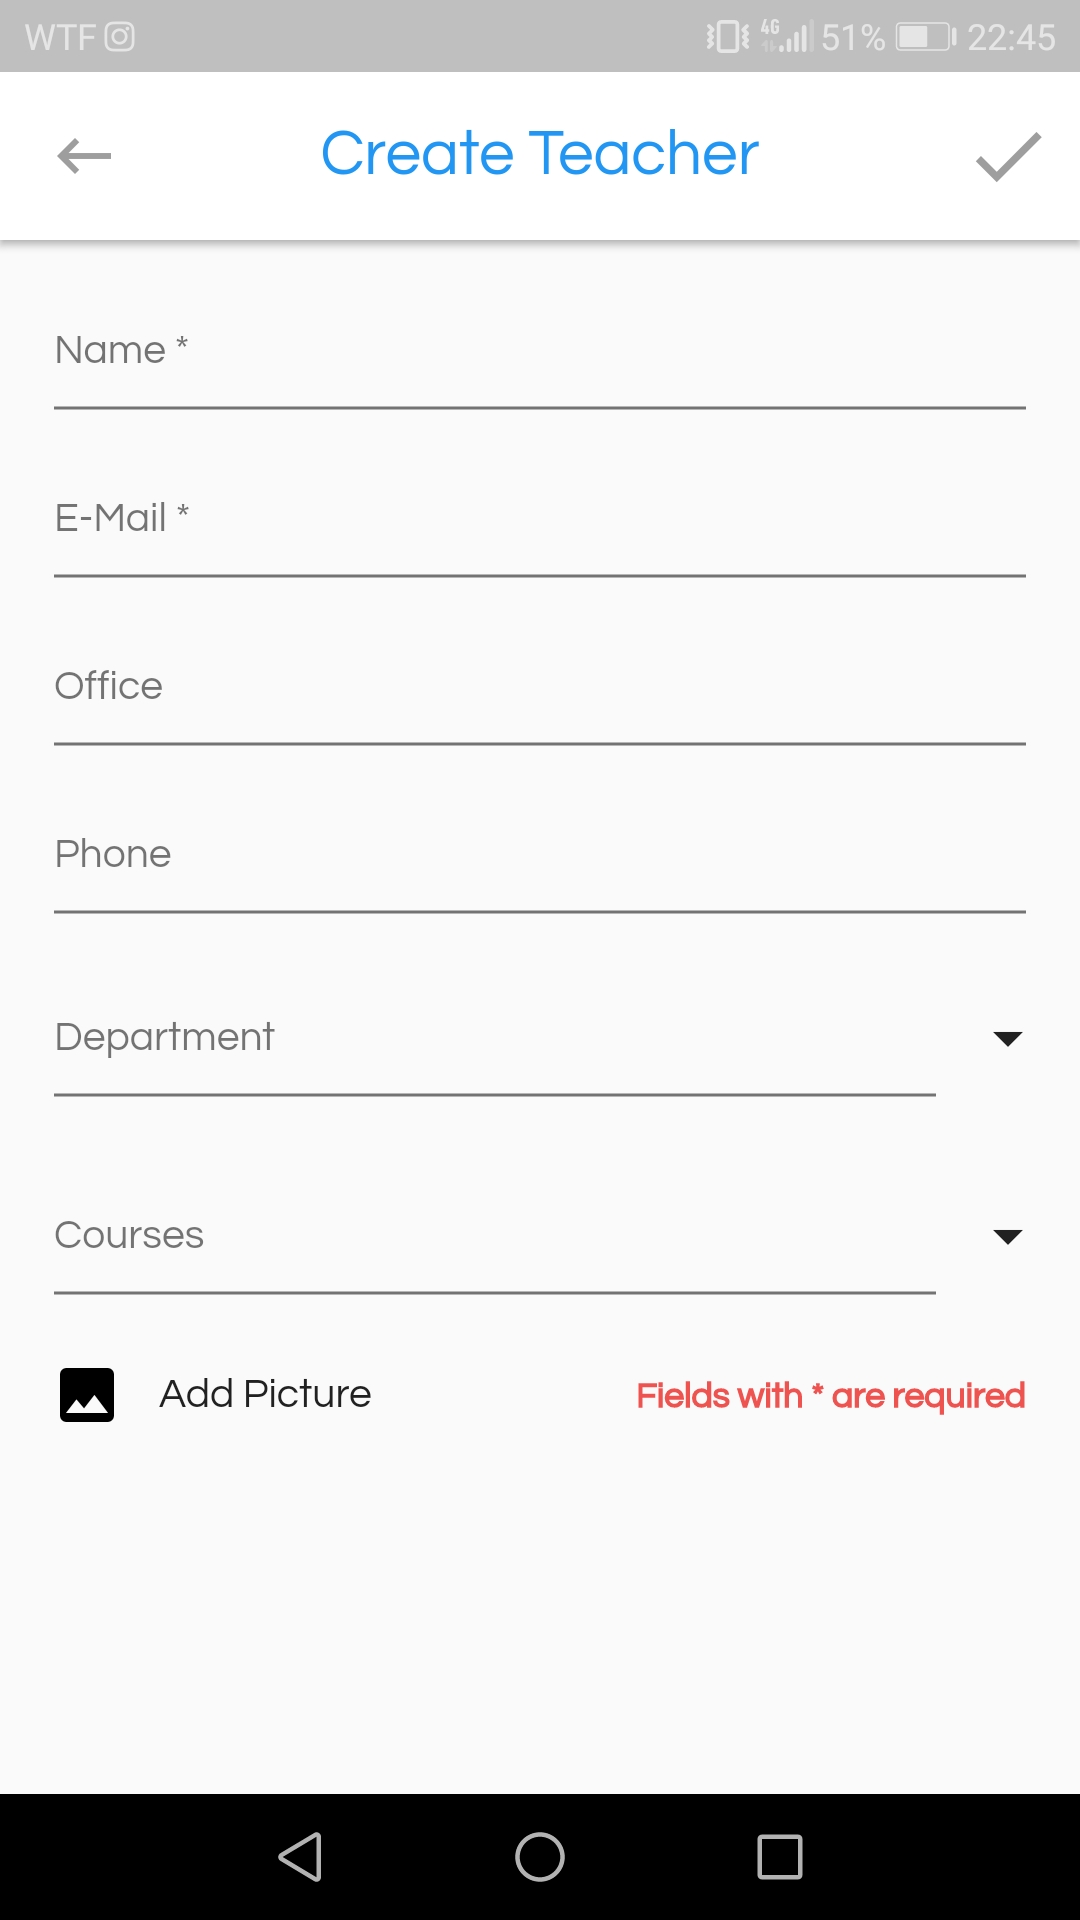 WTF 4G 51% 22:45
Create Teacher
Name *
E-Mail *
Office
Phone
Department
Courses
Add Picture Fields with * are required